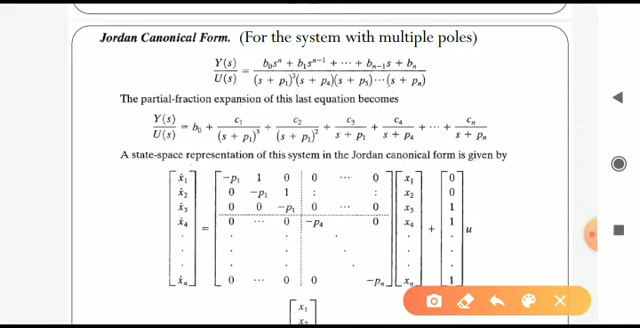 Jordan Canonical Form. (For the system with multiple poles)
Y(s)/U(s) = (b₀sⁿ + b₁sⁿ⁻¹ + ⋯ + bₙ₋₁s + bₙ) / ((s + p₁)³(s + p₄)(s + p₅)⋯(s + pₙ))
The partial-fraction expansion of this last equation becomes
Y(s)/U(s) = b₀ + c₁/(s + p₁)³ + c₂/(s + p₁)² + c₃/(s + p₁) + c₄/(s + p₄) + ⋯ + cₙ/(s + pₙ)
A state-space representation of this system in the Jordan canonical form is given by
ẋ₁ −p₁ 1 0 0 ⋯ 0 x₁ 0
ẋ₂ 0 −p₁ 1 : : x₂ 0
ẋ₃ 0 0 −p₁ 0 ⋯ 0 x₃ 1
ẋ₄ = 0 ⋯ 0 −p₄ 0 x₄ + 1 u
. . . . . .
. . . . . .
. . . . . .
ẋₙ 0 ⋯ 0 0 −pₙ xₙ 1
x₁
x₂